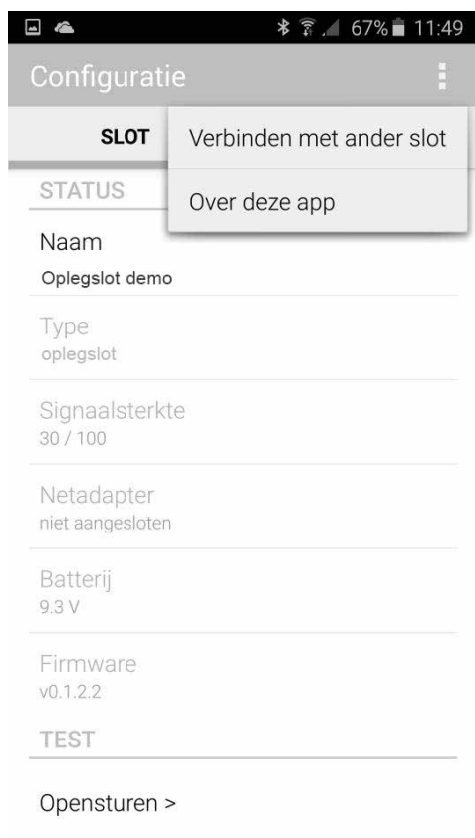 67% 11:49
Configuratie
SLOT
Verbinden met ander slot
Over deze app
STATUS
Naam
Oplegslot demo
Type
oplegslot
Signaalsterkte
30 / 100
Netadapter
niet aangesloten
Batterij
9.3 V
Firmware
v0.1.2.2
TEST
Opensturen >